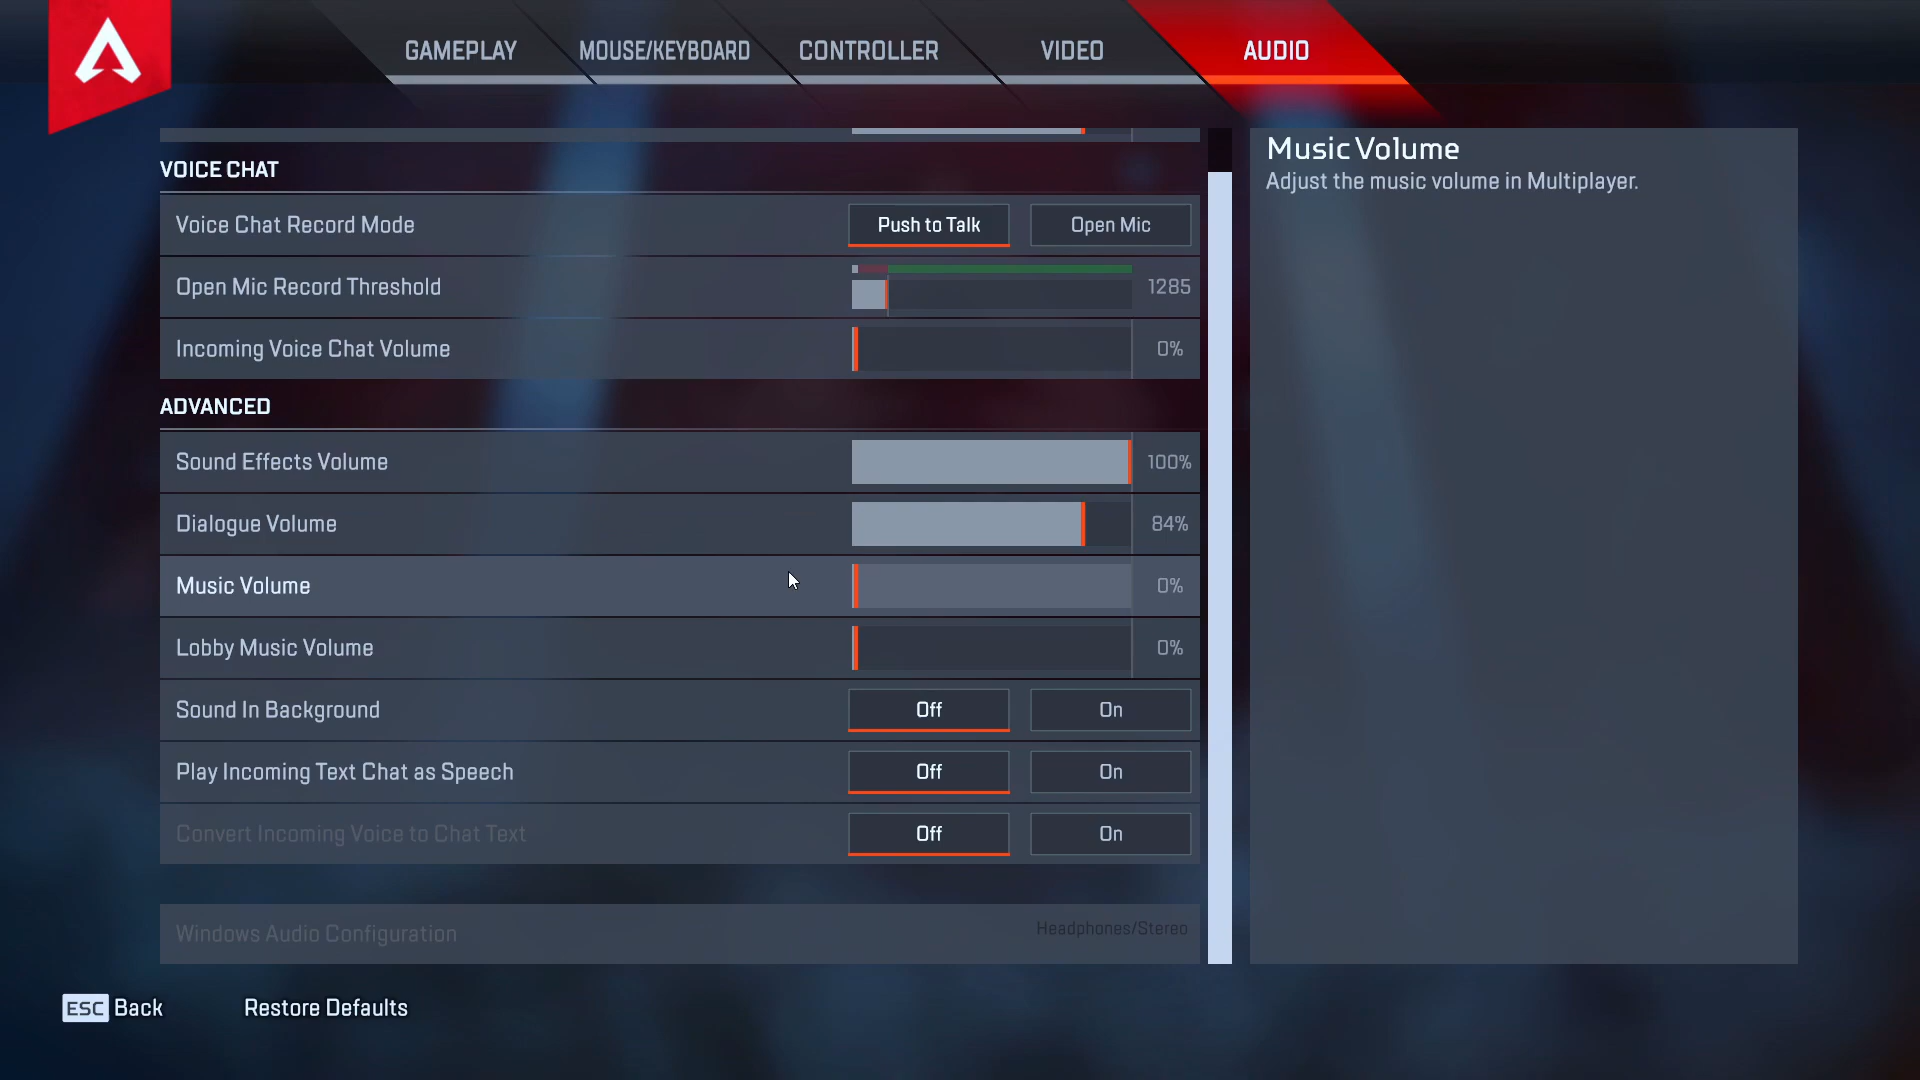 GAMEPLAY MOUSE/KEYBOARD CONTROLLER VIDEO AUDIO
VOICE CHAT
Voice Chat Record Mode Push to Talk Open Mic
Open Mic Record Threshold 1285
Incoming Voice Chat Volume 0%
ADVANCED
Sound Effects Volume 100%
Dialogue Volume 84%
Music Volume 0%
Lobby Music Volume 0%
Sound In Background Off On
Play Incoming Text Chat as Speech Off On
Convert Incoming Voice to Chat Text Off On
Windows Audio Configuration Headphones/Stereo
Music Volume
Adjust the music volume in Multiplayer.
ESC Back Restore Defaults